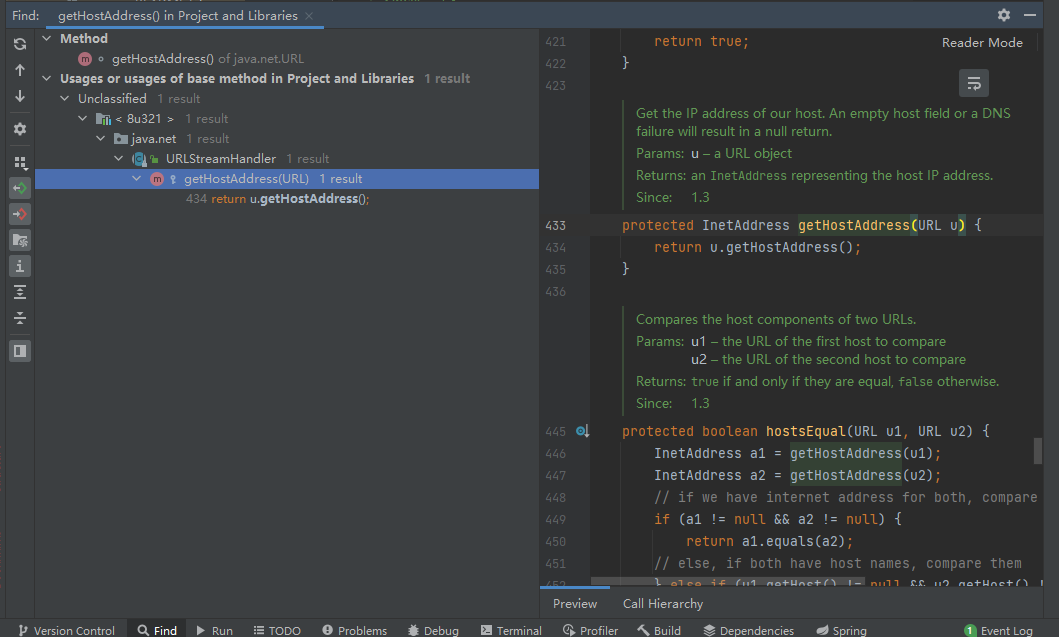 Find: getHostAddress() in Project and Libraries
Method
m getHostAddress() of java.net.URL
Usages or usages of base method in Project and Libraries 1 result
Unclassified 1 result
< 8u321 > 1 result
java.net 1 result
URLStreamHandler 1 result
m getHostAddress(URL) 1 result
434 return u.getHostAddress();
Reader Mode
421 return true;
422 }
423
Get the IP address of our host. An empty host field or a DNS
failure will result in a null return.
Params: u – a URL object
Returns: an InetAddress representing the host IP address.
Since: 1.3
433 protected InetAddress getHostAddress(URL u) {
434 return u.getHostAddress();
435 }
436
Compares the host components of two URLs.
Params: u1 – the URL of the first host to compare
u2 – the URL of the second host to compare
Returns: true if and only if they are equal, false otherwise.
Since: 1.3
445 protected boolean hostsEqual(URL u1, URL u2) {
446 InetAddress a1 = getHostAddress(u1);
447 InetAddress a2 = getHostAddress(u2);
448 // if we have internet address for both, compare
449 if (a1 != null && a2 != null) {
450 return a1.equals(a2);
451 // else, if both have host names, compare them
452 } else if (u1.getHost() != null && u2.getHost() !
Preview Call Hierarchy
Version Control Find Run TODO Problems Debug Terminal Profiler Build Dependencies Spring 1 Event Log